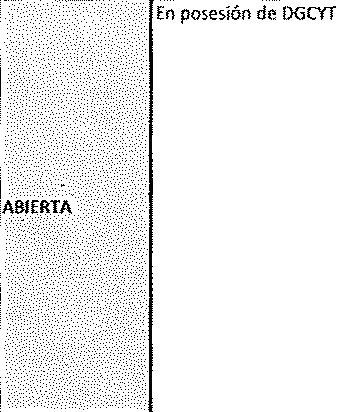 En posesión de DGCYT
ABIERTA